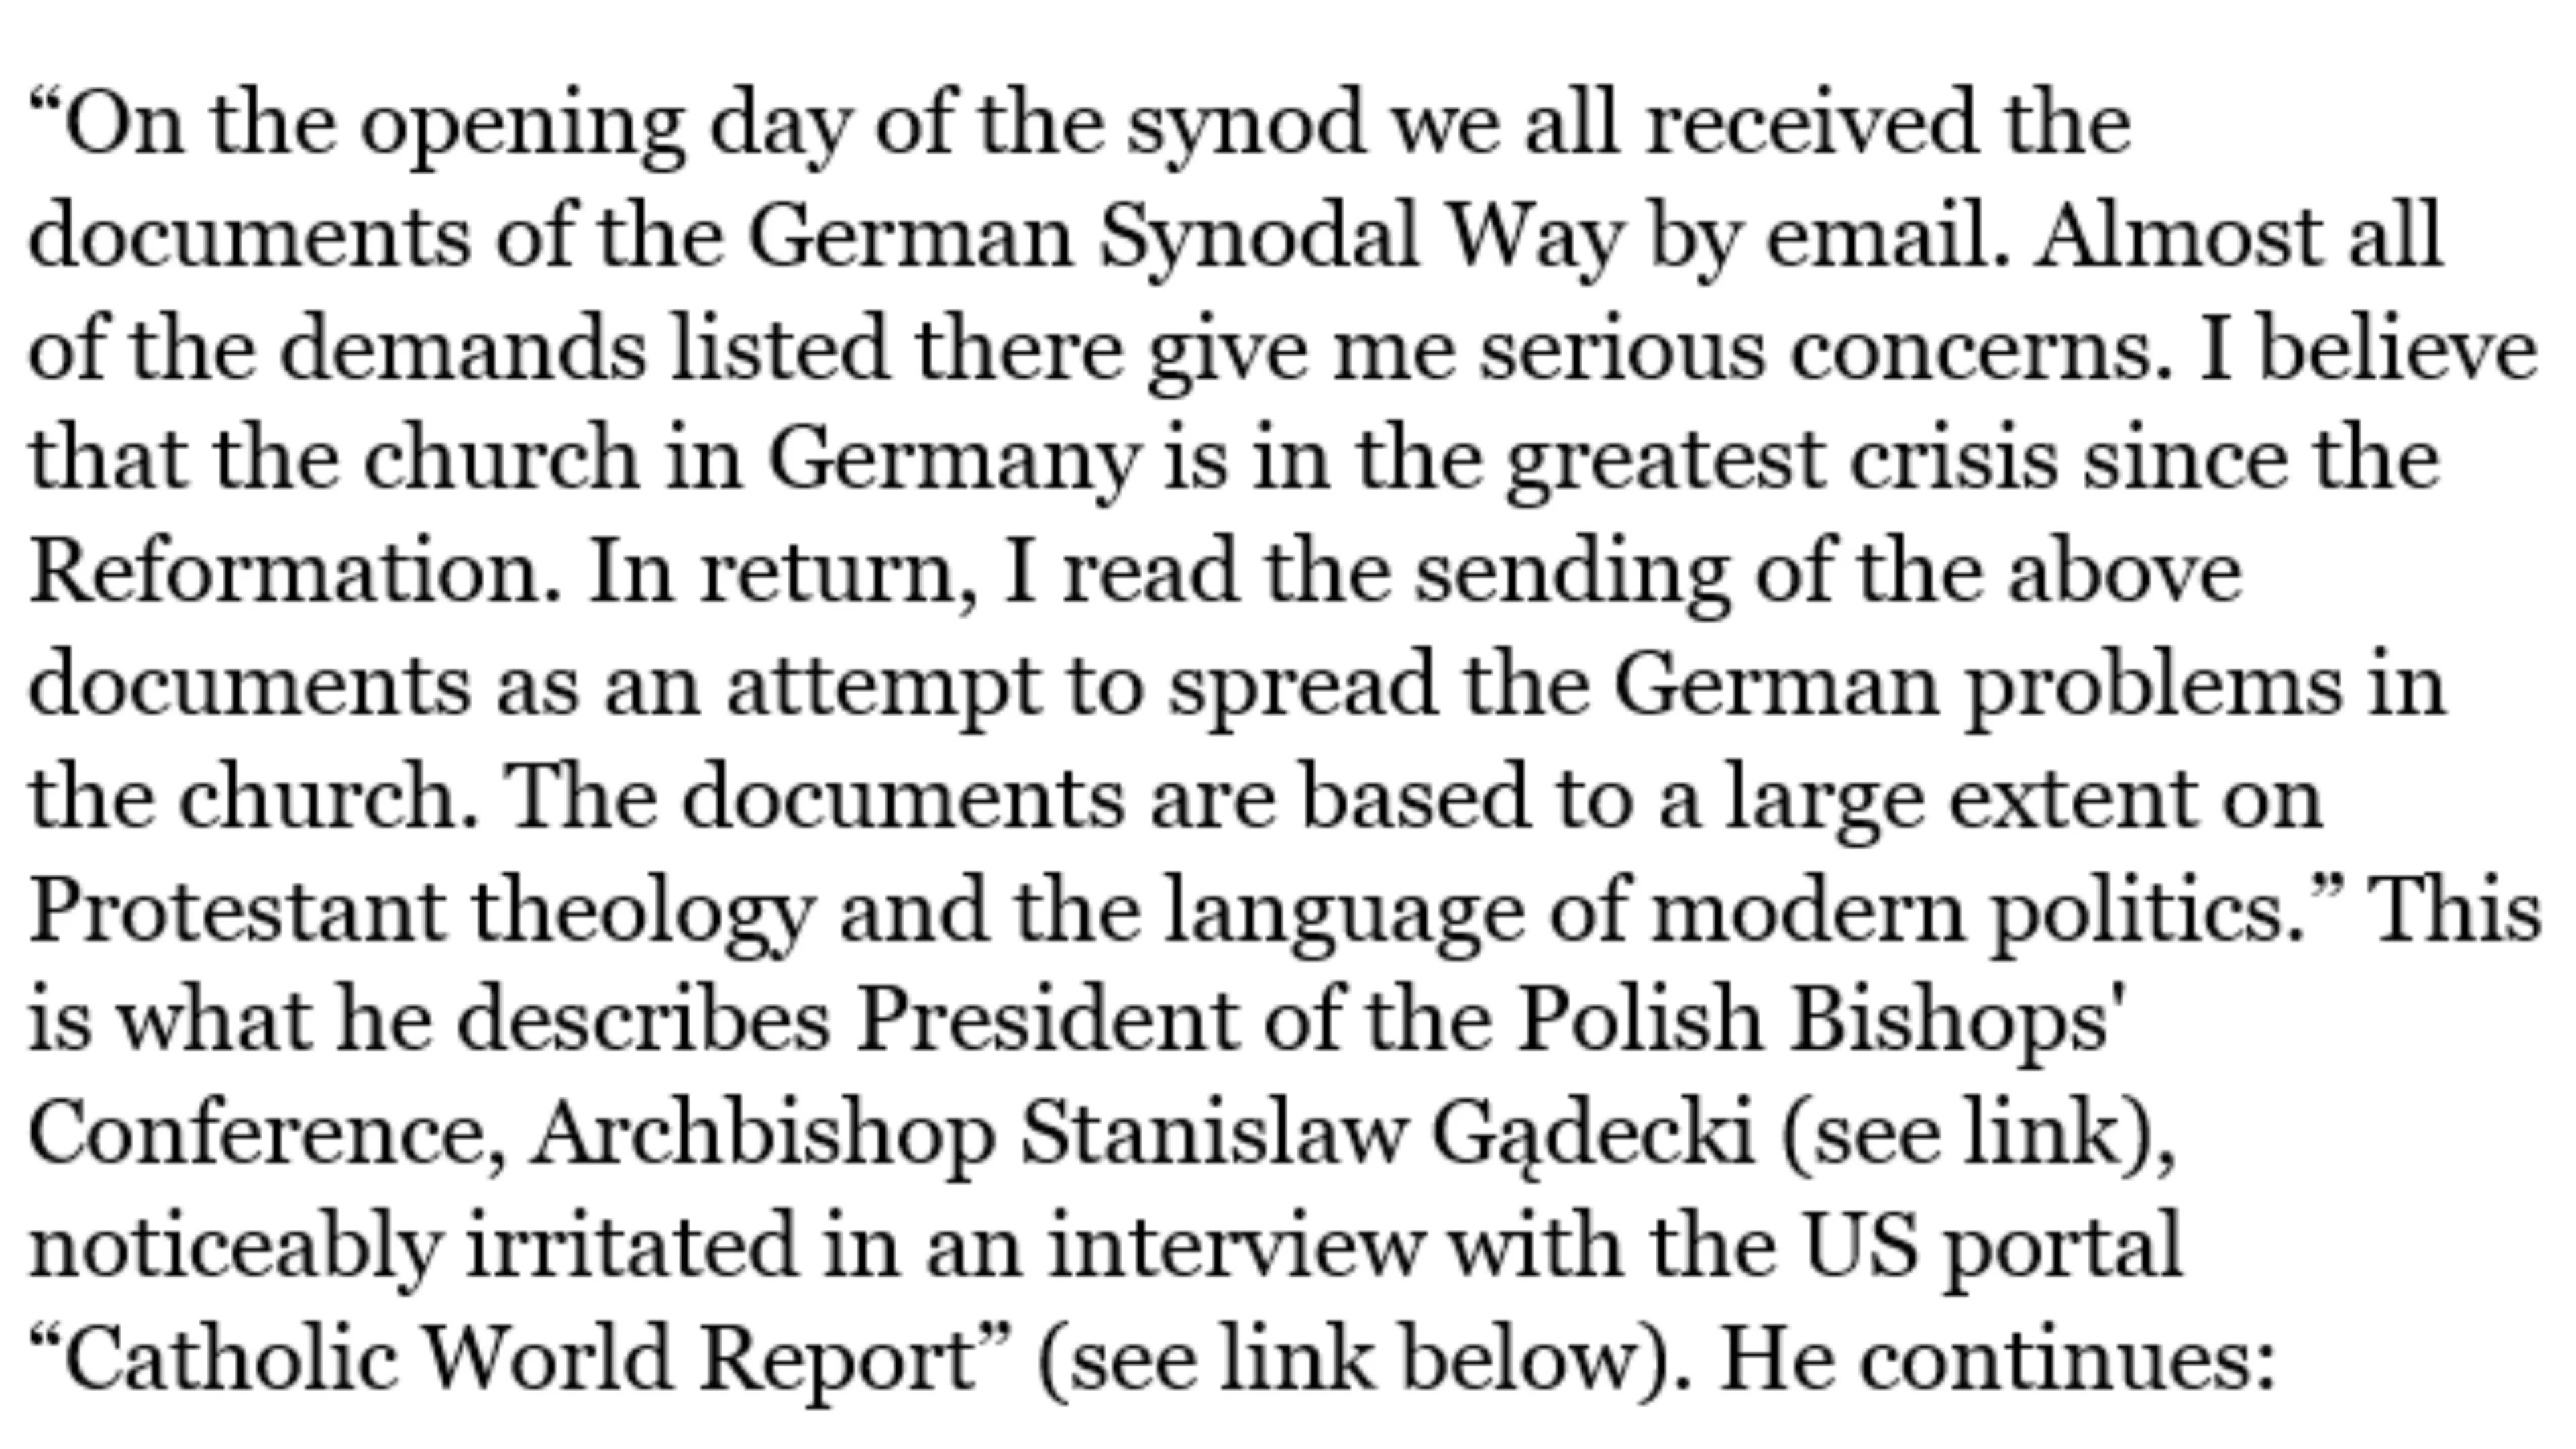 “On the opening day of the synod we all received the
documents of the German Synodal Way by email. Almost all
of the demands listed there give me serious concerns. I believe
that the church in Germany is in the greatest crisis since the
Reformation. In return, I read the sending of the above
documents as an attempt to spread the German problems in
the church. The documents are based to a large extent on
Protestant theology and the language of modern politics.” This
is what he describes President of the Polish Bishops'
Conference, Archbishop Stanislaw Gądecki (see link),
noticeably irritated in an interview with the US portal
“Catholic World Report” (see link below). He continues: